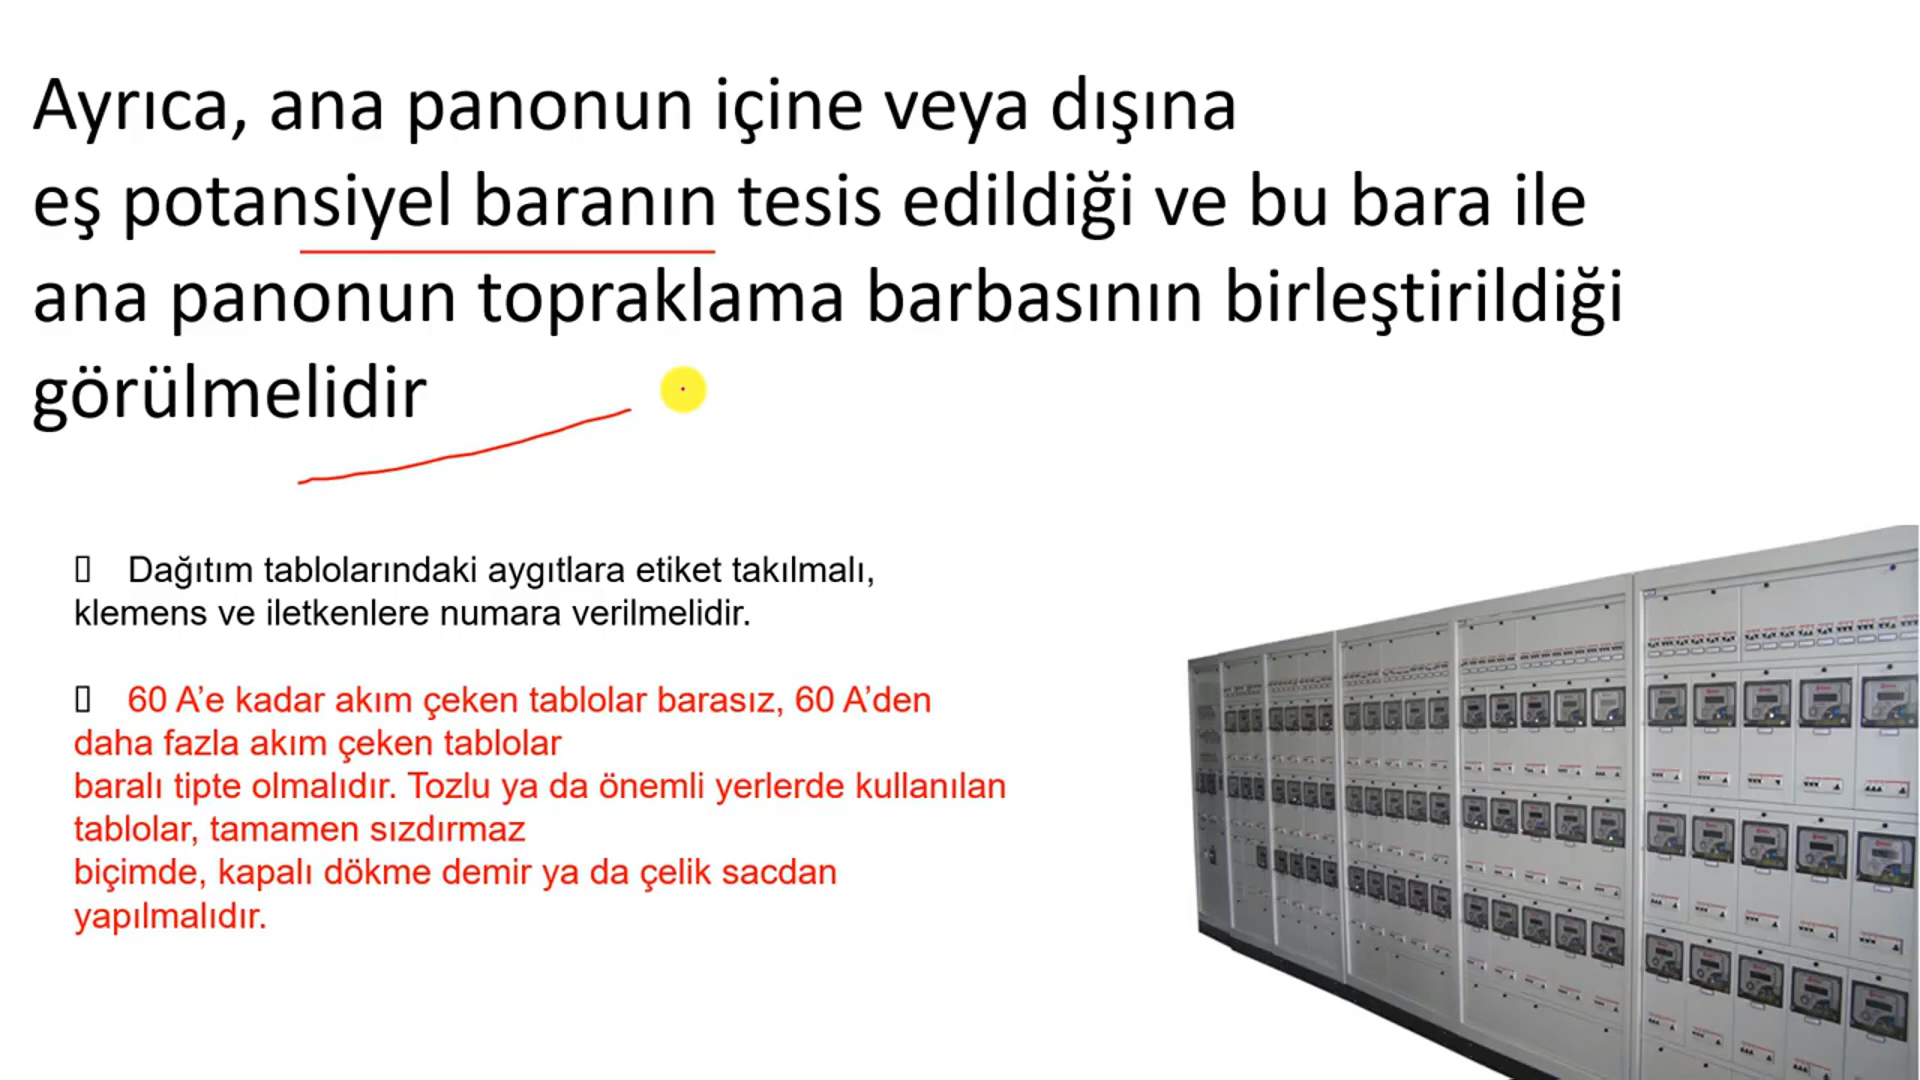 Ayrıca, ana panonun içine veya dışına
eş potansiyel baranın tesis edildiği ve bu bara ile
ana panonun topraklama barbasının birleştirildiği
görülmelidir
Dağıtım tablolarındaki aygıtlara etiket takılmalı,
klemens ve iletkenlere numara verilmelidir.
60 A’e kadar akım çeken tablolar barasız, 60 A’den
daha fazla akım çeken tablolar
baralı tipte olmalıdır. Tozlu ya da önemli yerlerde kullanılan
tablolar, tamamen sızdırmaz
biçimde, kapalı dökme demir ya da çelik sacdan
yapılmalıdır.